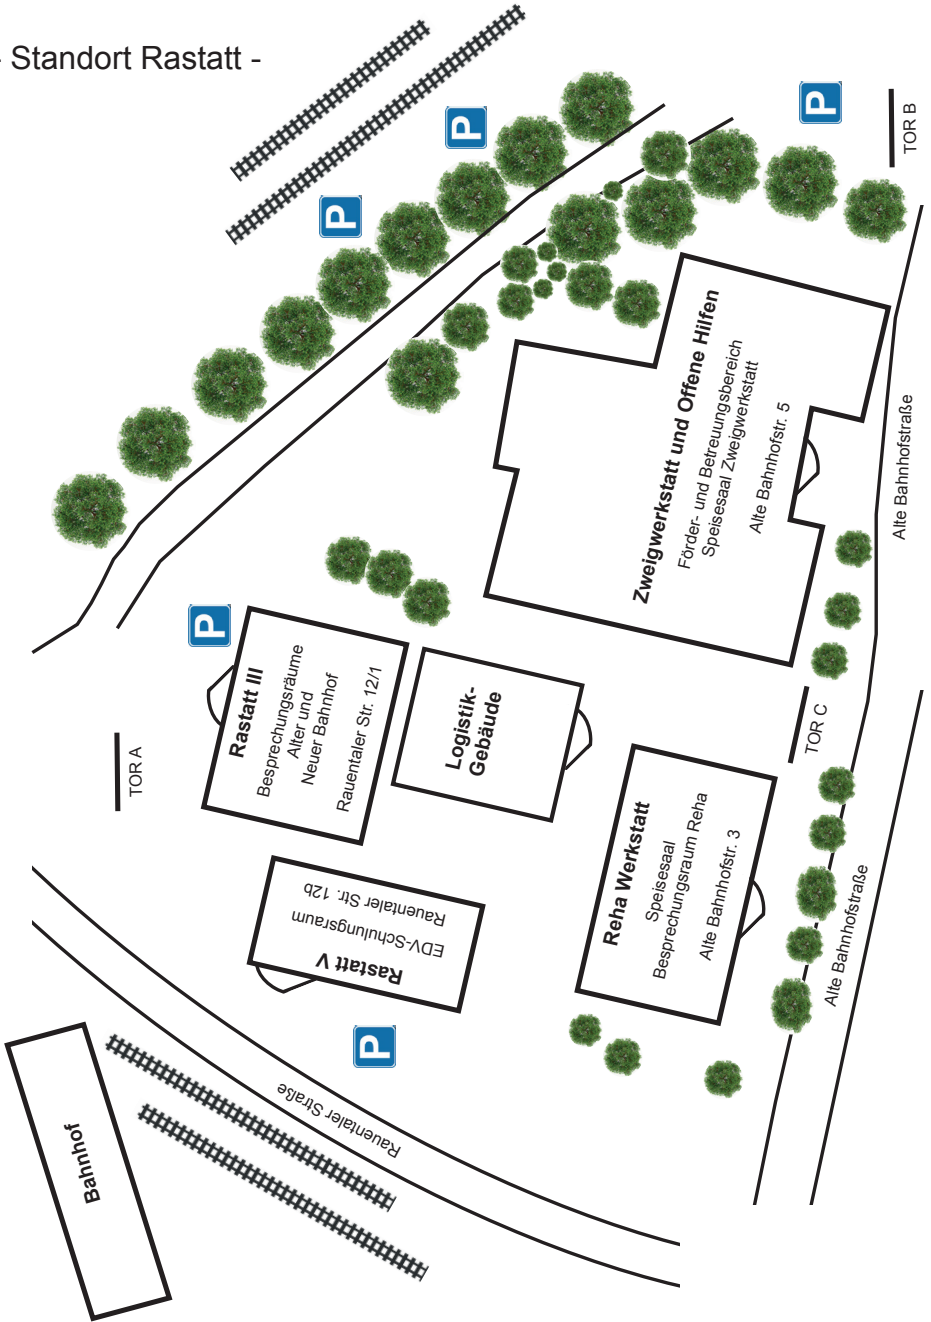 - Standort Rastatt -
P
P
P
TOR B
Zweigwerkstatt und Offene Hilfen
Förder- und Betreuungsbereich
Speisesaal Zweigwerkstatt
Alte Bahnhofstr. 5
Alte Bahnhofstraße
P
Rastatt III
Besprechungsräume
Alter und
Neuer Bahnhof
Rauentaler Str. 12/1
Logistik-
Gebäude
TOR A
TOR C
Reha Werkstatt
Speisesaal
Besprechungsraum Reha
Alte Bahnhofstr. 3
Rastatt V
EDV-Schulungsraum
Rauentaler Str. 12b
Alte Bahnhofstraße
P
Rauentaler Straße
Bahnhof